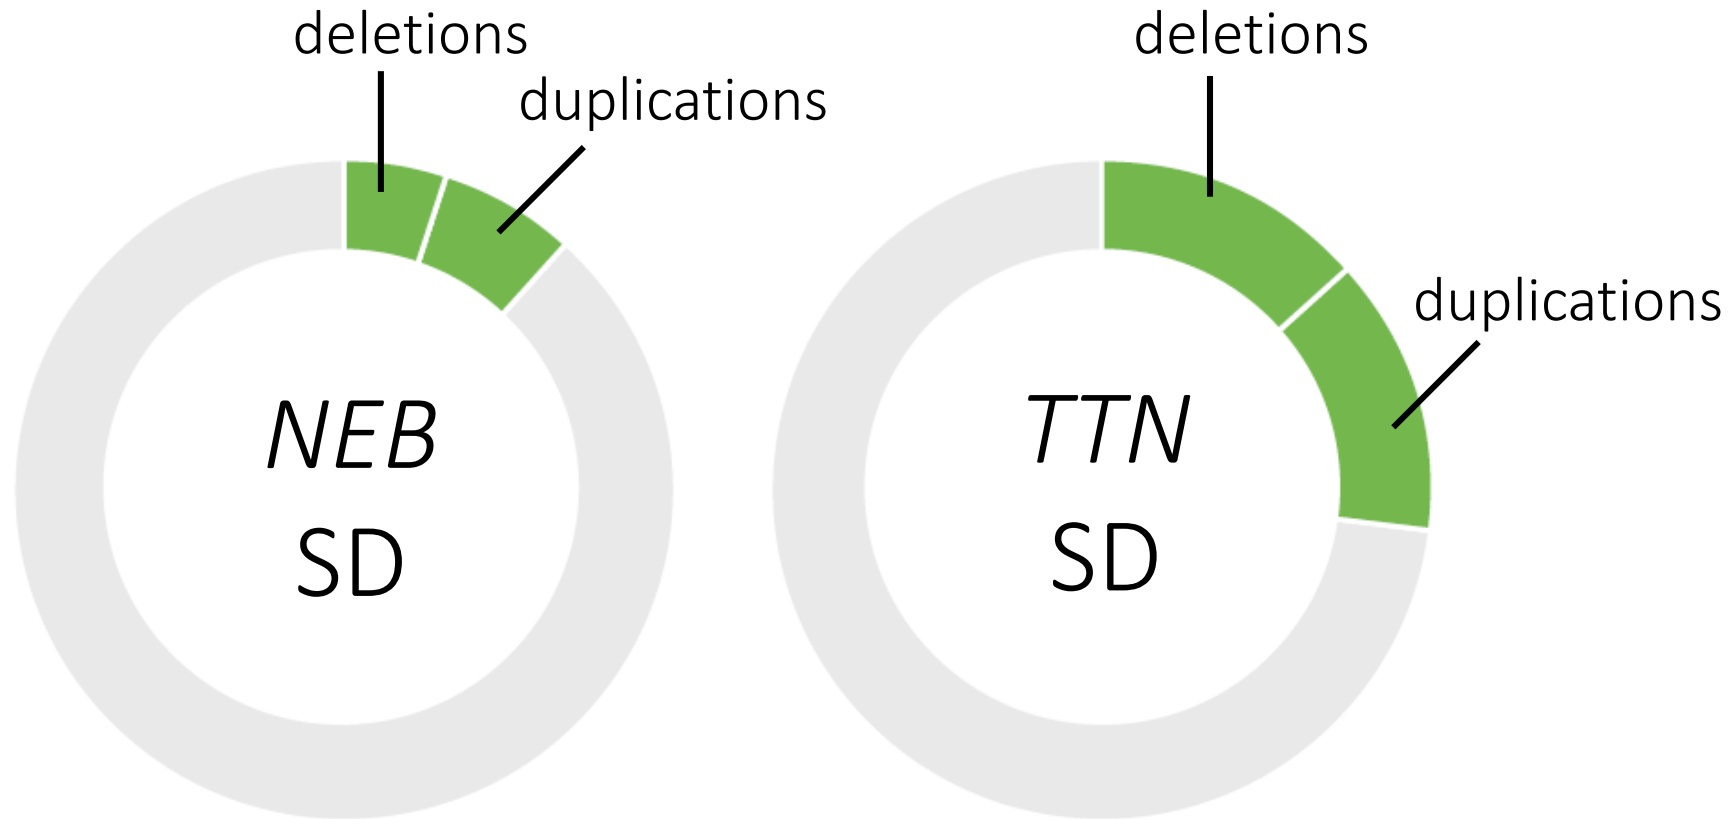 deletions
duplications
NEB
SD
deletions
duplications
TTN
SD